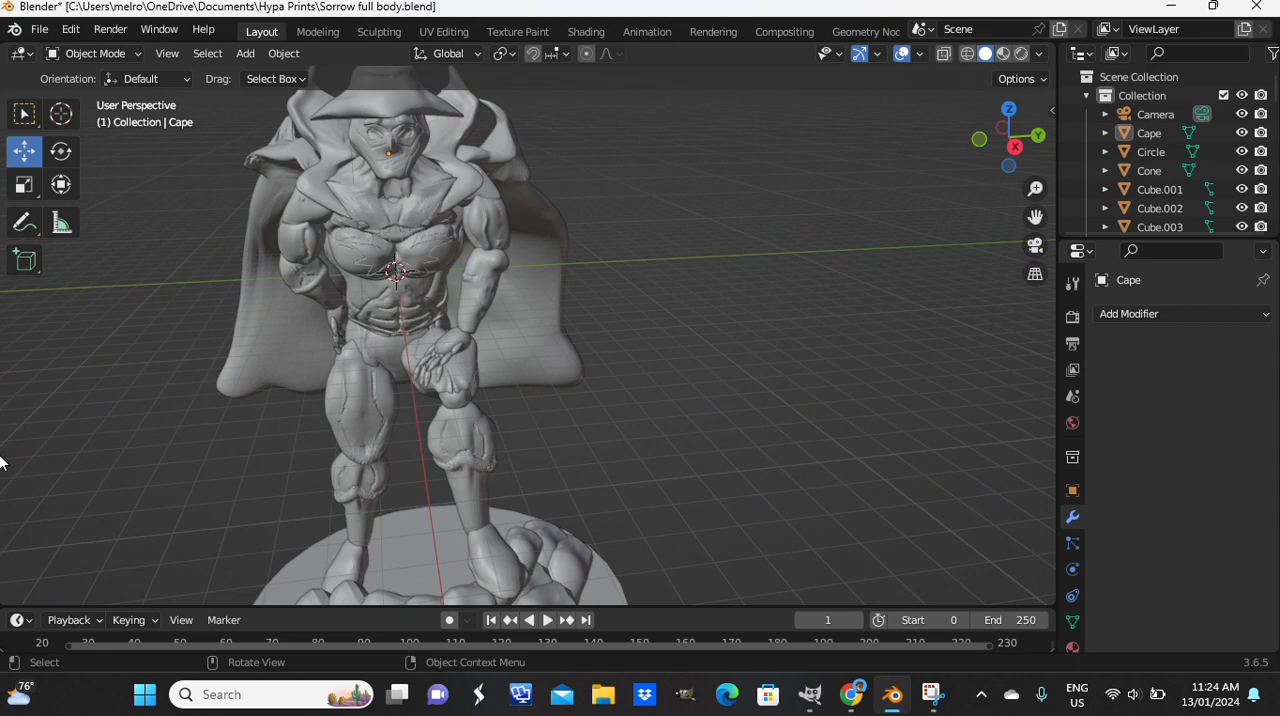 Blender* [C:\Users\melro\OneDrive\Documents\Hypa Prints\Sorrow full body.blend]
File Edit Render Window Help Layout Modeling Sculpting UV Editing Texture Paint Shading Animation Rendering Compositing Geometry Noc Scene ViewLayer
Object Mode View Select Add Object Global
Orientation: Default Drag: Select Box Options
User Perspective
(1) Collection | Cape
Z
Y
X
Scene Collection
Collection
Camera
Cape
Circle
Cone
Cube.001
Cube.002
Cube.003
Cape
Add Modifier
Playback Keying View Marker 1 Start 0 End 250
20 30 40 50 60 70 80 90 100 110 120 130 140 150 160 170 180 190 200 210 220 230
Select Rotate View Object Context Menu 3.6.5
76° Search ENG US 11:24 AM 13/01/2024